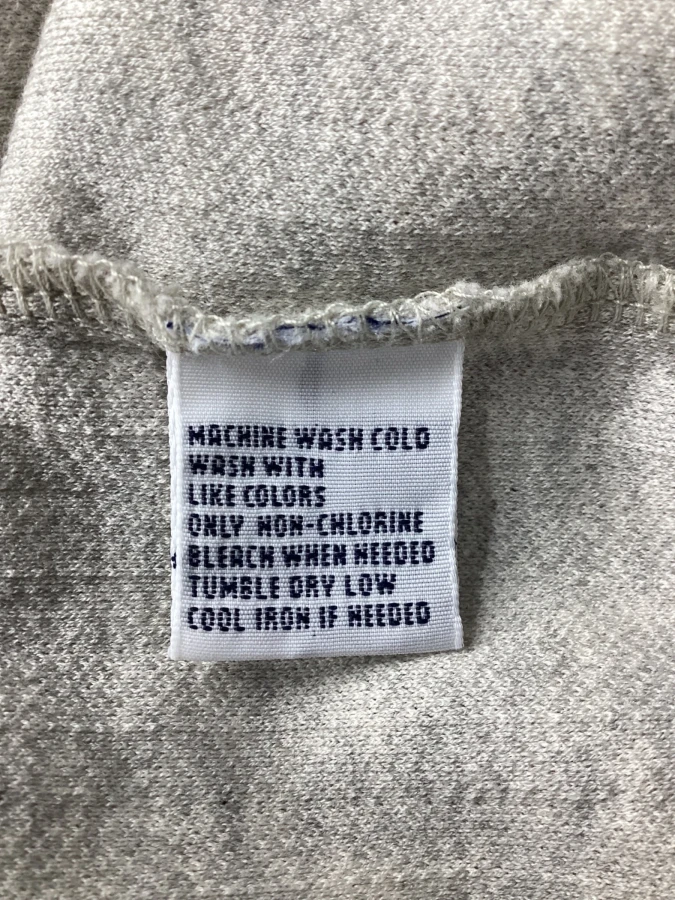 MACHINE WASH COLD
WASH WITH
LIKE COLORS
ONLY NON-CHLORINE
BLEACH WHEN NEEDED
TUMBLE DRY LOW
COOL IRON IF NEEDED